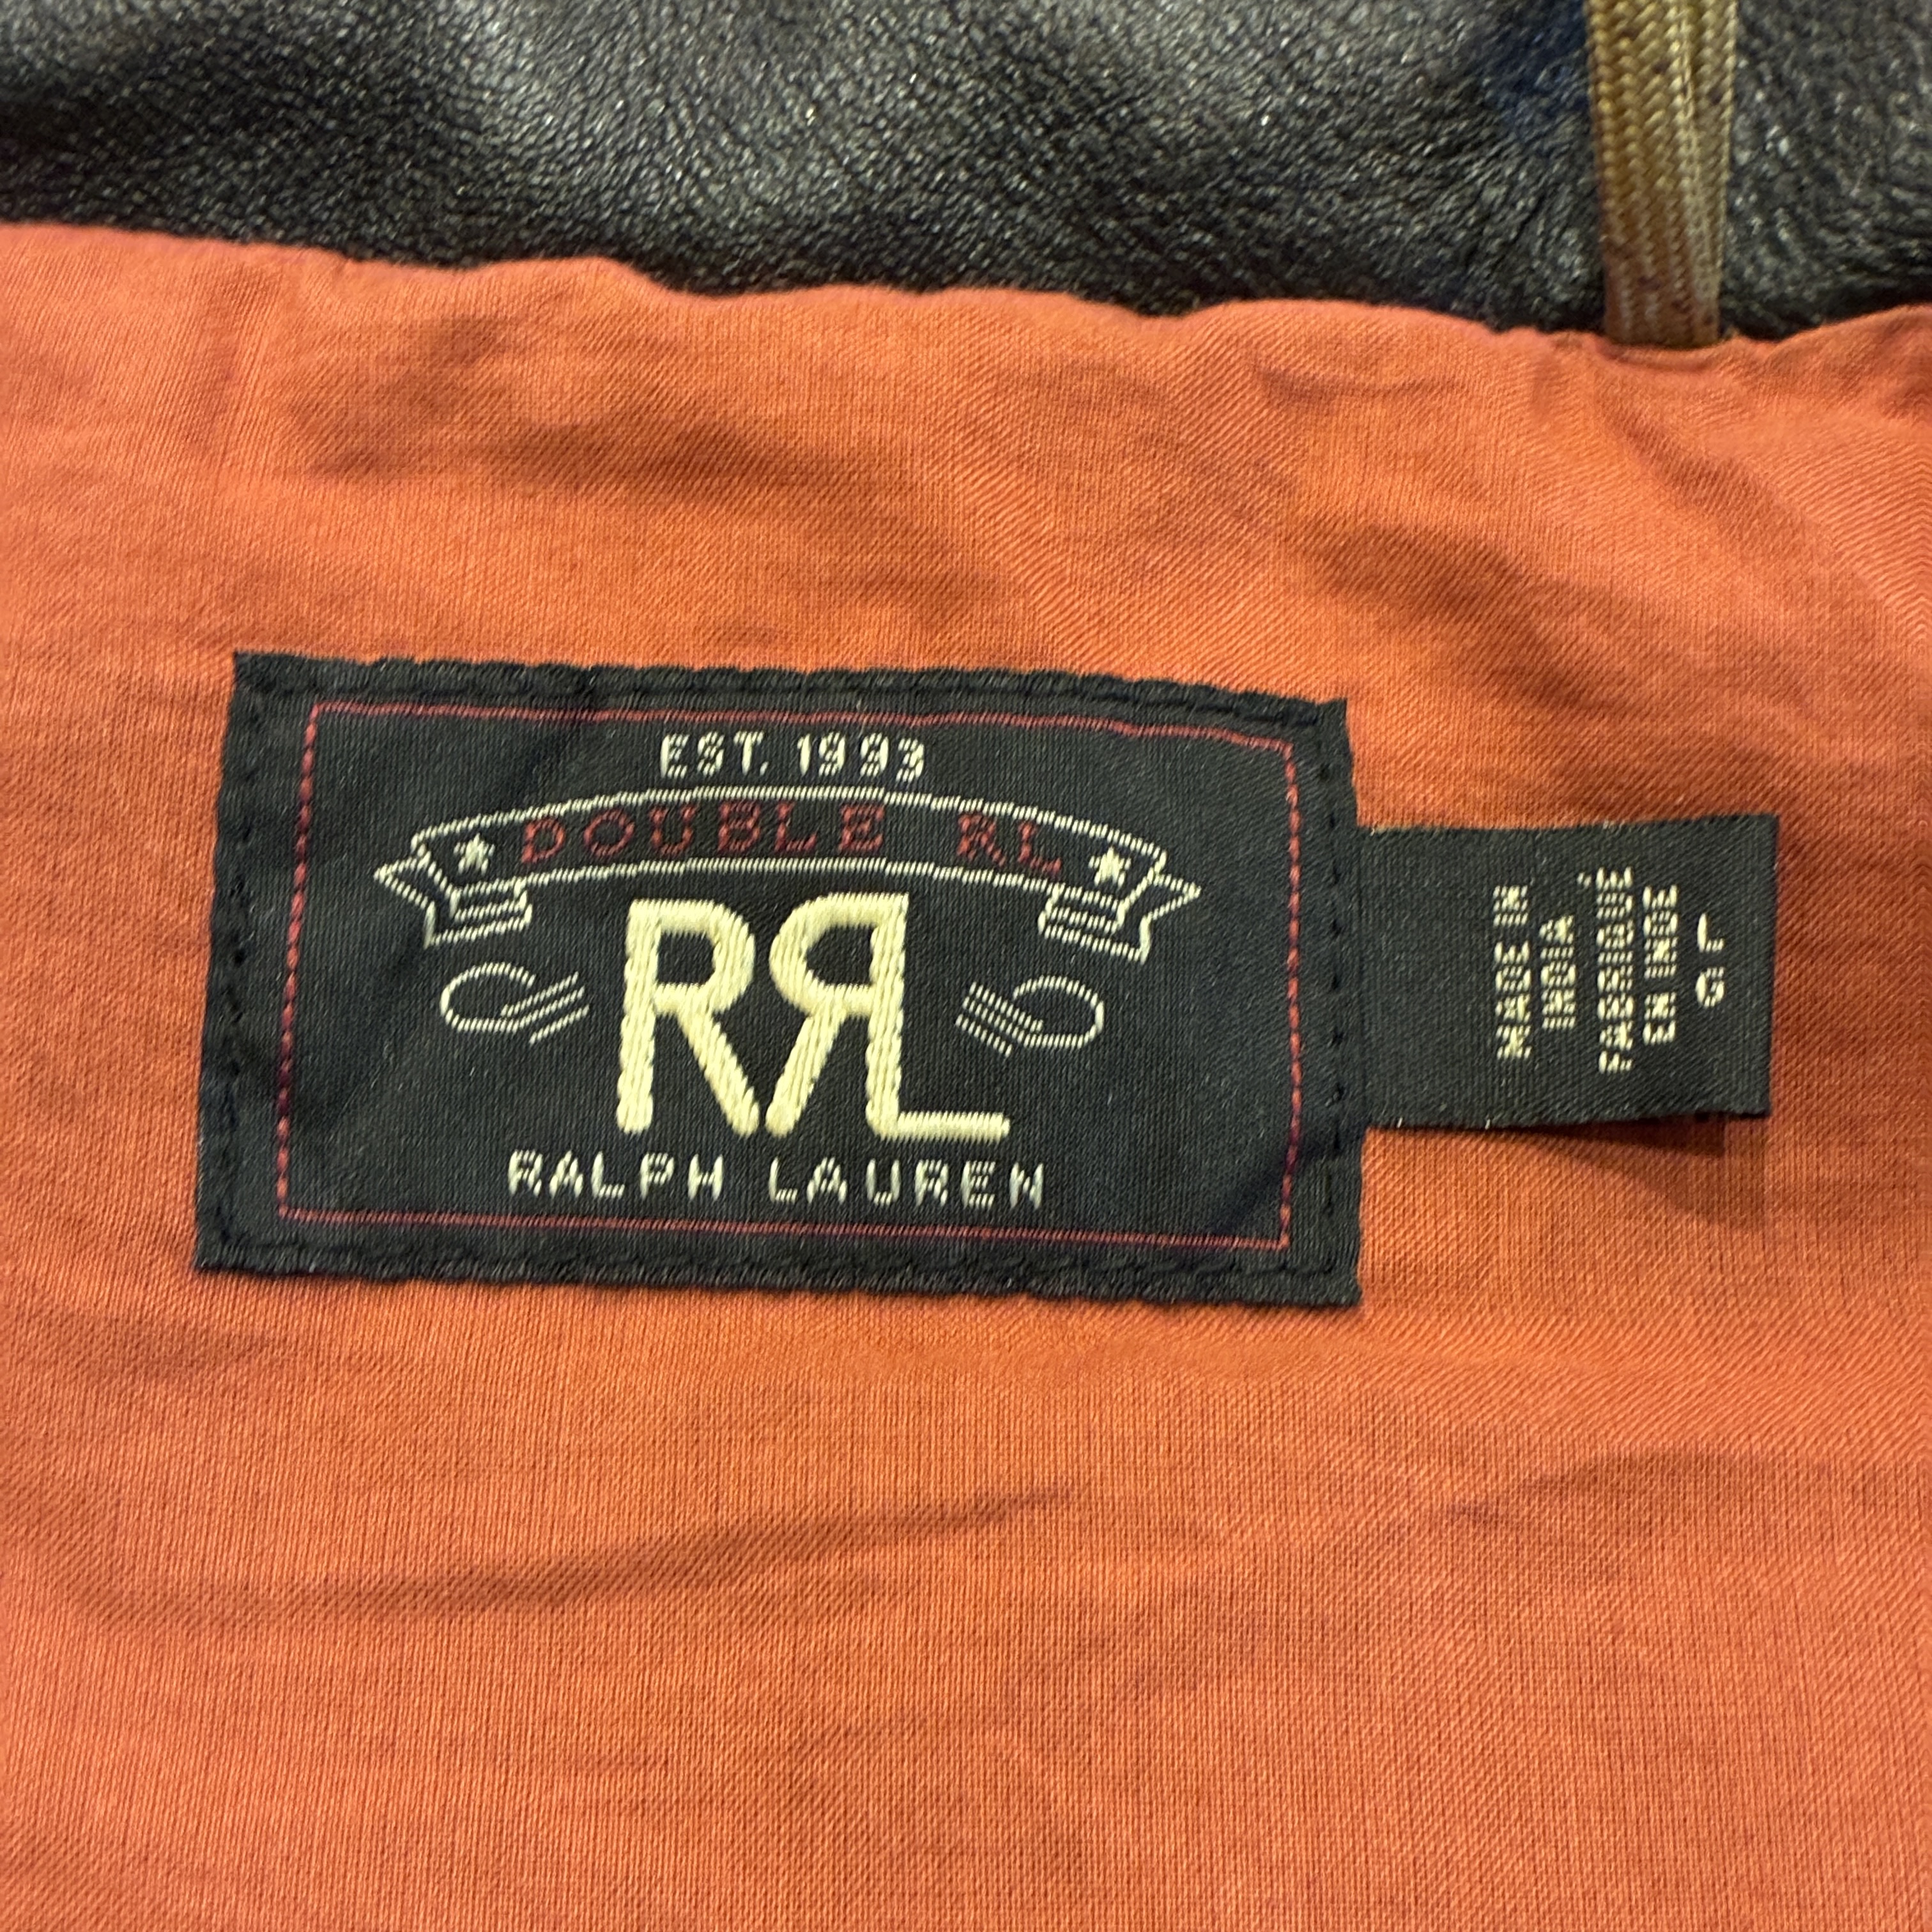 EST. 1993
DOUBLE RL
RRL
RALPH LAUREN
MADE IN
INDIA
FABRIQUÉ
EN INDE
G L